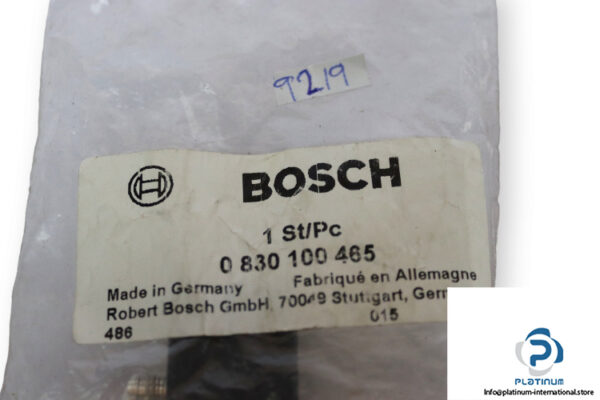 9219
BOSCH
1 St/Pc
0 830 100 465
Made in Germany Fabriqué en Allemagne
Robert Bosch GmbH, 70049 Stuttgart,
486 015
PLATINUM
Info@platinum-international.store